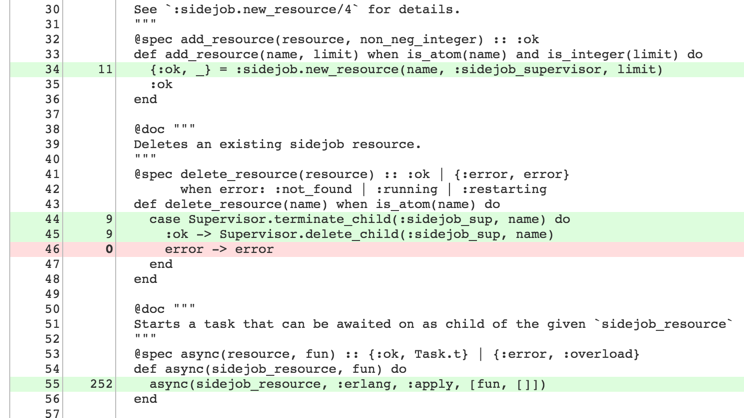 30 See `:sidejob.new_resource/4` for details.
31 """
32 @spec add_resource(resource, non_neg_integer) :: :ok
33 def add_resource(name, limit) when is_atom(name) and is_integer(limit) do
34 11 {:ok, _} = :sidejob.new_resource(name, :sidejob_supervisor, limit)
35 :ok
36 end
37
38 @doc """
39 Deletes an existing sidejob resource.
40 """
41 @spec delete_resource(resource) :: :ok | {:error, error}
42 when error: :not_found | :running | :restarting
43 def delete_resource(name) when is_atom(name) do
44 9 case Supervisor.terminate_child(:sidejob_sup, name) do
45 9 :ok -> Supervisor.delete_child(:sidejob_sup, name)
46 0 error -> error
47 end
48 end
49
50 @doc """
51 Starts a task that can be awaited on as child of the given `sidejob_resource`
52 """
53 @spec async(resource, fun) :: {:ok, Task.t} | {:error, :overload}
54 def async(sidejob_resource, fun) do
55 252 async(sidejob_resource, :erlang, :apply, [fun, []])
56 end
57